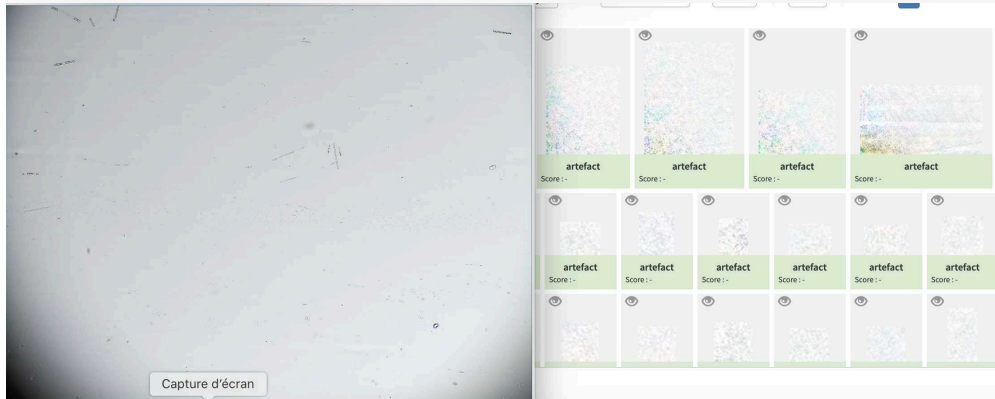 artefact
Score : -
artefact
Score : -
artefact
Score : -
artefact
Score : -
artefact
Score : -
artefact
Score : -
artefact
Score : -
artefact
Score : -
artefact
Score : -
artefact
Score : -
Capture d'écran